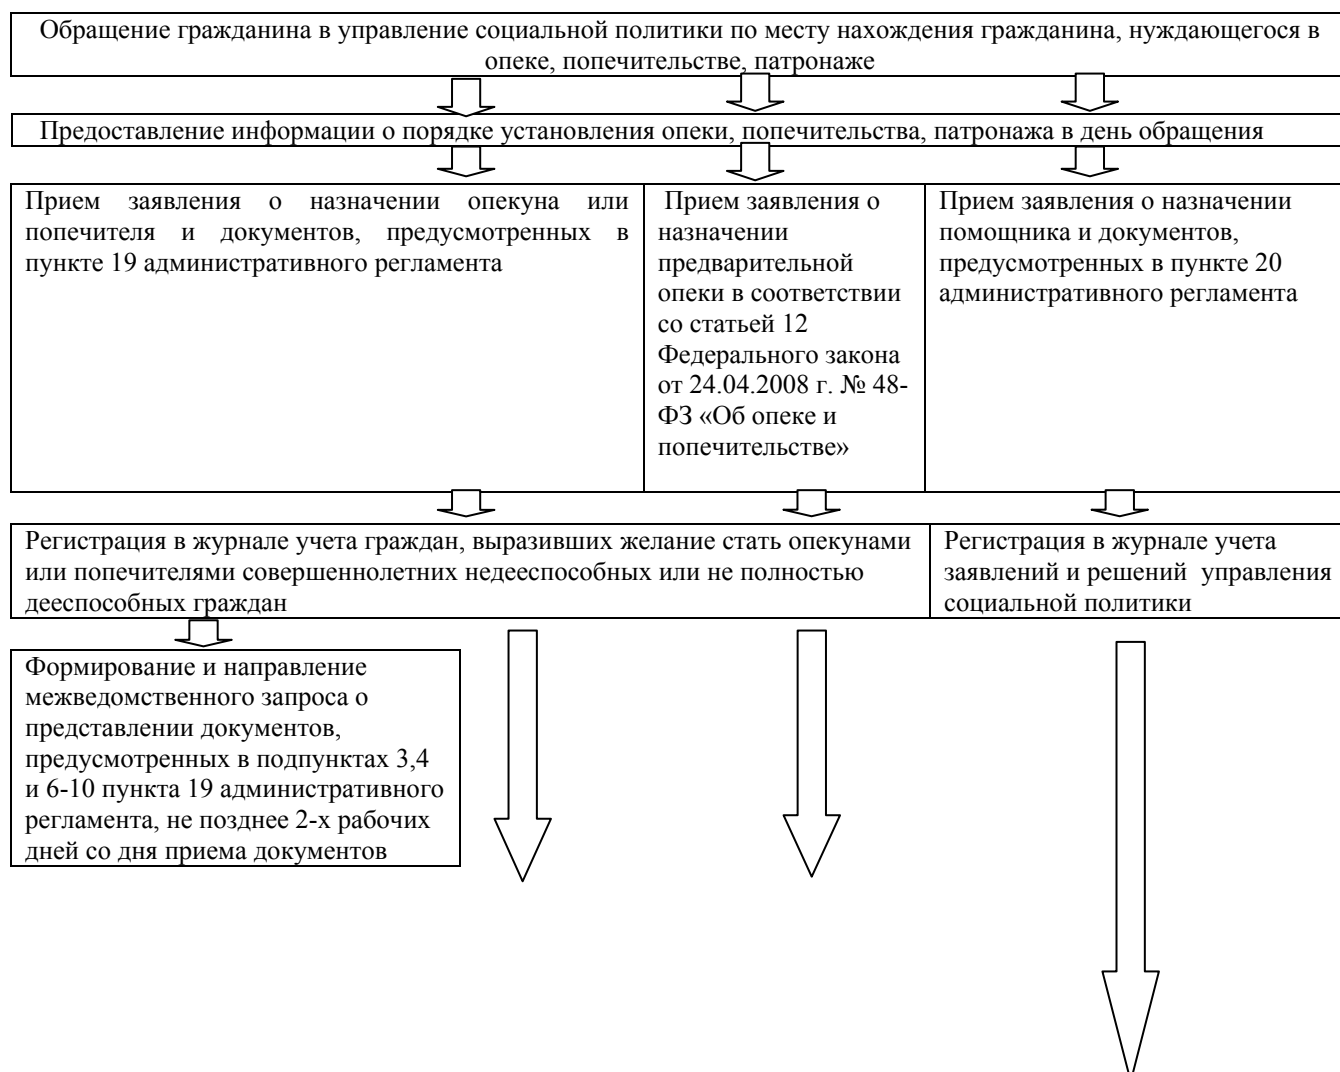 Обращение гражданина в управление социальной политики по месту нахождения гражданина, нуждающегося в
опеке, попечительстве, патронаже
Предоставление информации о порядке установления опеки, попечительства, патронажа в день обращения
Прием заявления о назначении опекуна или
попечителя и документов, предусмотренных в
пункте 19 административного регламента
Прием заявления о
назначении
предварительной
опеки в соответствии
со статьей 12
Федерального закона
от 24.04.2008 г. № 48-
ФЗ «Об опеке и
попечительстве»
Прием заявления о назначении
помощника и документов,
предусмотренных в пункте 20
административного регламента
Регистрация в журнале учета граждан, выразивших желание стать опекунами
или попечителями совершеннолетних недееспособных или не полностью
дееспособных граждан
Регистрация в журнале учета
заявлений и решений управления
социальной политики
Формирование и направление
межведомственного запроса о
представлении документов,
предусмотренных в подпунктах 3,4
и 6-10 пункта 19 административного
регламента, не позднее 2-х рабочих
дней со дня приема документов